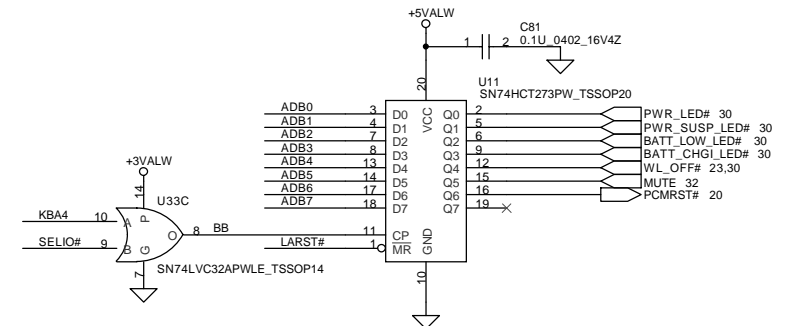 +5VALW
C81
1 2 0.1U_0402_16V4Z
20
U11
SN74HCT273PW_TSSOP20
ADB0 3 D0 VCC Q0 2 PWR_LED# 30
ADB1 4 D1 Q1 5 PWR_SUSP_LED# 30
ADB2 7 D2 Q2 6 BATT_LOW_LED# 30
ADB3 8 D3 Q3 9 BATT_CHGI_LED# 30
ADB4 13 D4 Q4 12 WL_OFF# 23,30
ADB5 14 D5 Q5 15 MUTE 32
ADB6 17 D6 Q6 16 PCMRST# 20
ADB7 18 D7 Q7 19
+3VALW
14
U33C
KBA4 10 A P
O 8 BB 11 CP
SELIO# 9 B G
LARST# 1 MR GND
7
SN74LVC32APWLE_TSSOP14
10